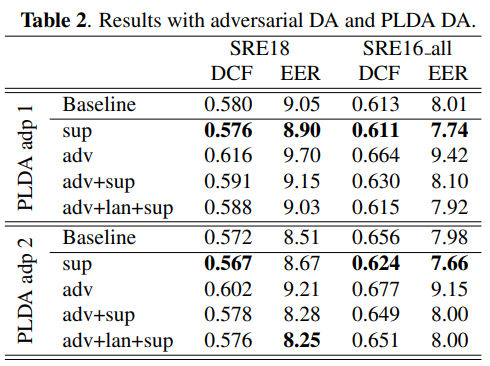 Table 2. Results with adversarial DA and PLDA DA.
SRE18 SRE16_all
DCF EER DCF EER
PLDA adp 1
Baseline 0.580 9.05 0.613 8.01
sup 0.576 8.90 0.611 7.74
adv 0.616 9.70 0.664 9.42
adv+sup 0.591 9.15 0.630 8.10
adv+lan+sup 0.588 9.03 0.615 7.92
PLDA adp 2
Baseline 0.572 8.51 0.656 7.98
sup 0.567 8.67 0.624 7.66
adv 0.602 9.21 0.677 9.15
adv+sup 0.578 8.28 0.649 8.00
adv+lan+sup 0.576 8.25 0.651 8.00